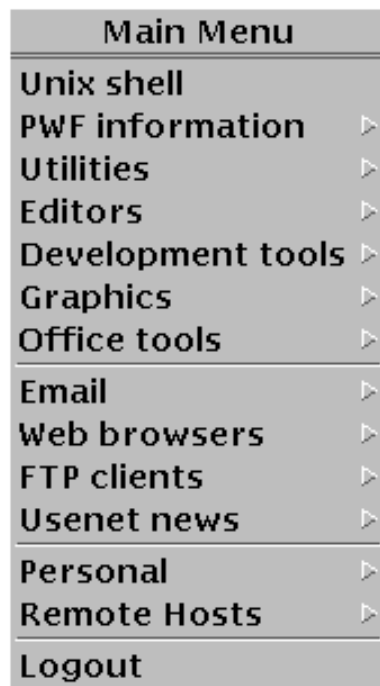 Main Menu
Unix shell
PWF information
Utilities
Editors
Development tools
Graphics
Office tools
Email
Web browsers
FTP clients
Usenet news
Personal
Remote Hosts
Logout